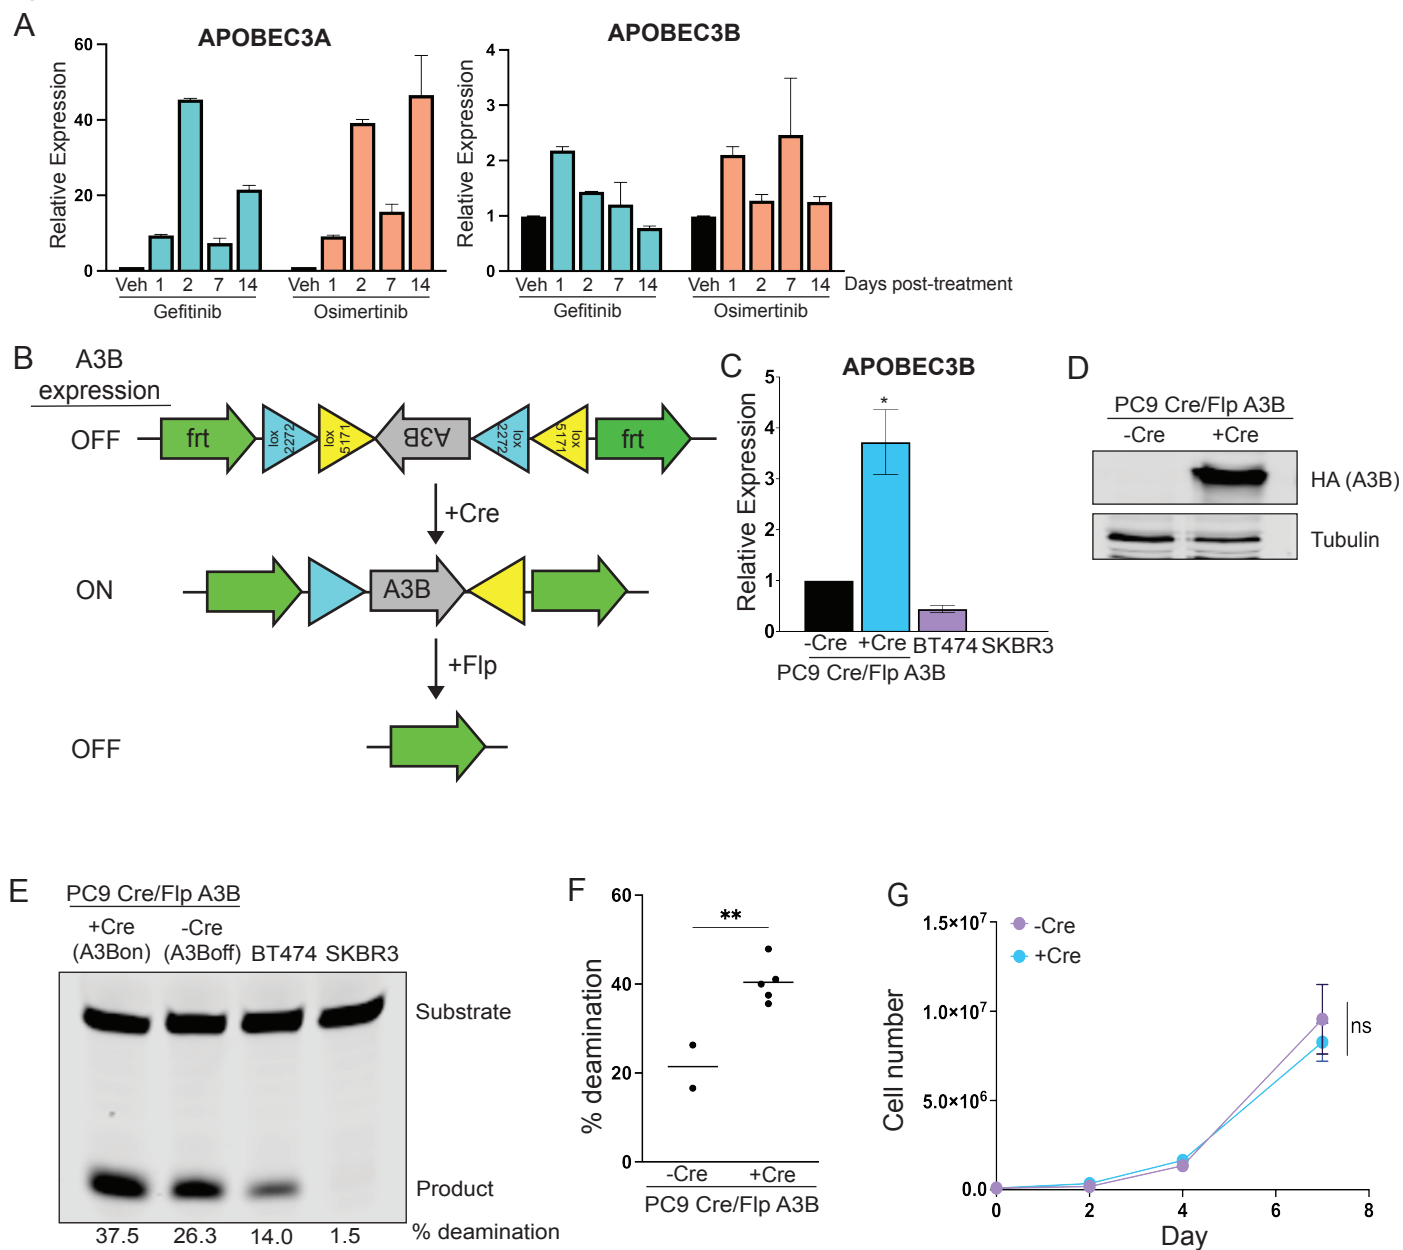 A
APOBEC3A
Relative Expression
60
40
20
0
Veh 1 2 7 14
Gefitinib
Veh 1 2 7 14
Osimertinib
APOBEC3B
Relative Expression
4
3
2
1
0
Veh 1 2 7 14
Gefitinib
Veh 1 2 7 14
Osimertinib
Days post-treatment
B
A3B
expression
OFF
frt
lox
2272
lox
5171
A3B
lox
2272
lox
5171
frt
+Cre
ON
A3B
+Flp
OFF
C
APOBEC3B
Relative Expression
5
4
3
2
1
0
*
-Cre +Cre BT474 SKBR3
PC9 Cre/Flp A3B
D
PC9 Cre/Flp A3B
-Cre +Cre
HA (A3B)
Tubulin
E
PC9 Cre/Flp A3B
+Cre
(A3Bon)
-Cre
(A3Boff)
BT474 SKBR3
Substrate
Product
37.5 26.3 14.0 1.5 % deamination
F
% deamination
60
40
20
0
**
-Cre +Cre
PC9 Cre/Flp A3B
G
Cell number
1.5×10⁷
1.0×10⁷
5.0×10⁶
0.0
-Cre
+Cre
ns
0 2 4 6 8
Day